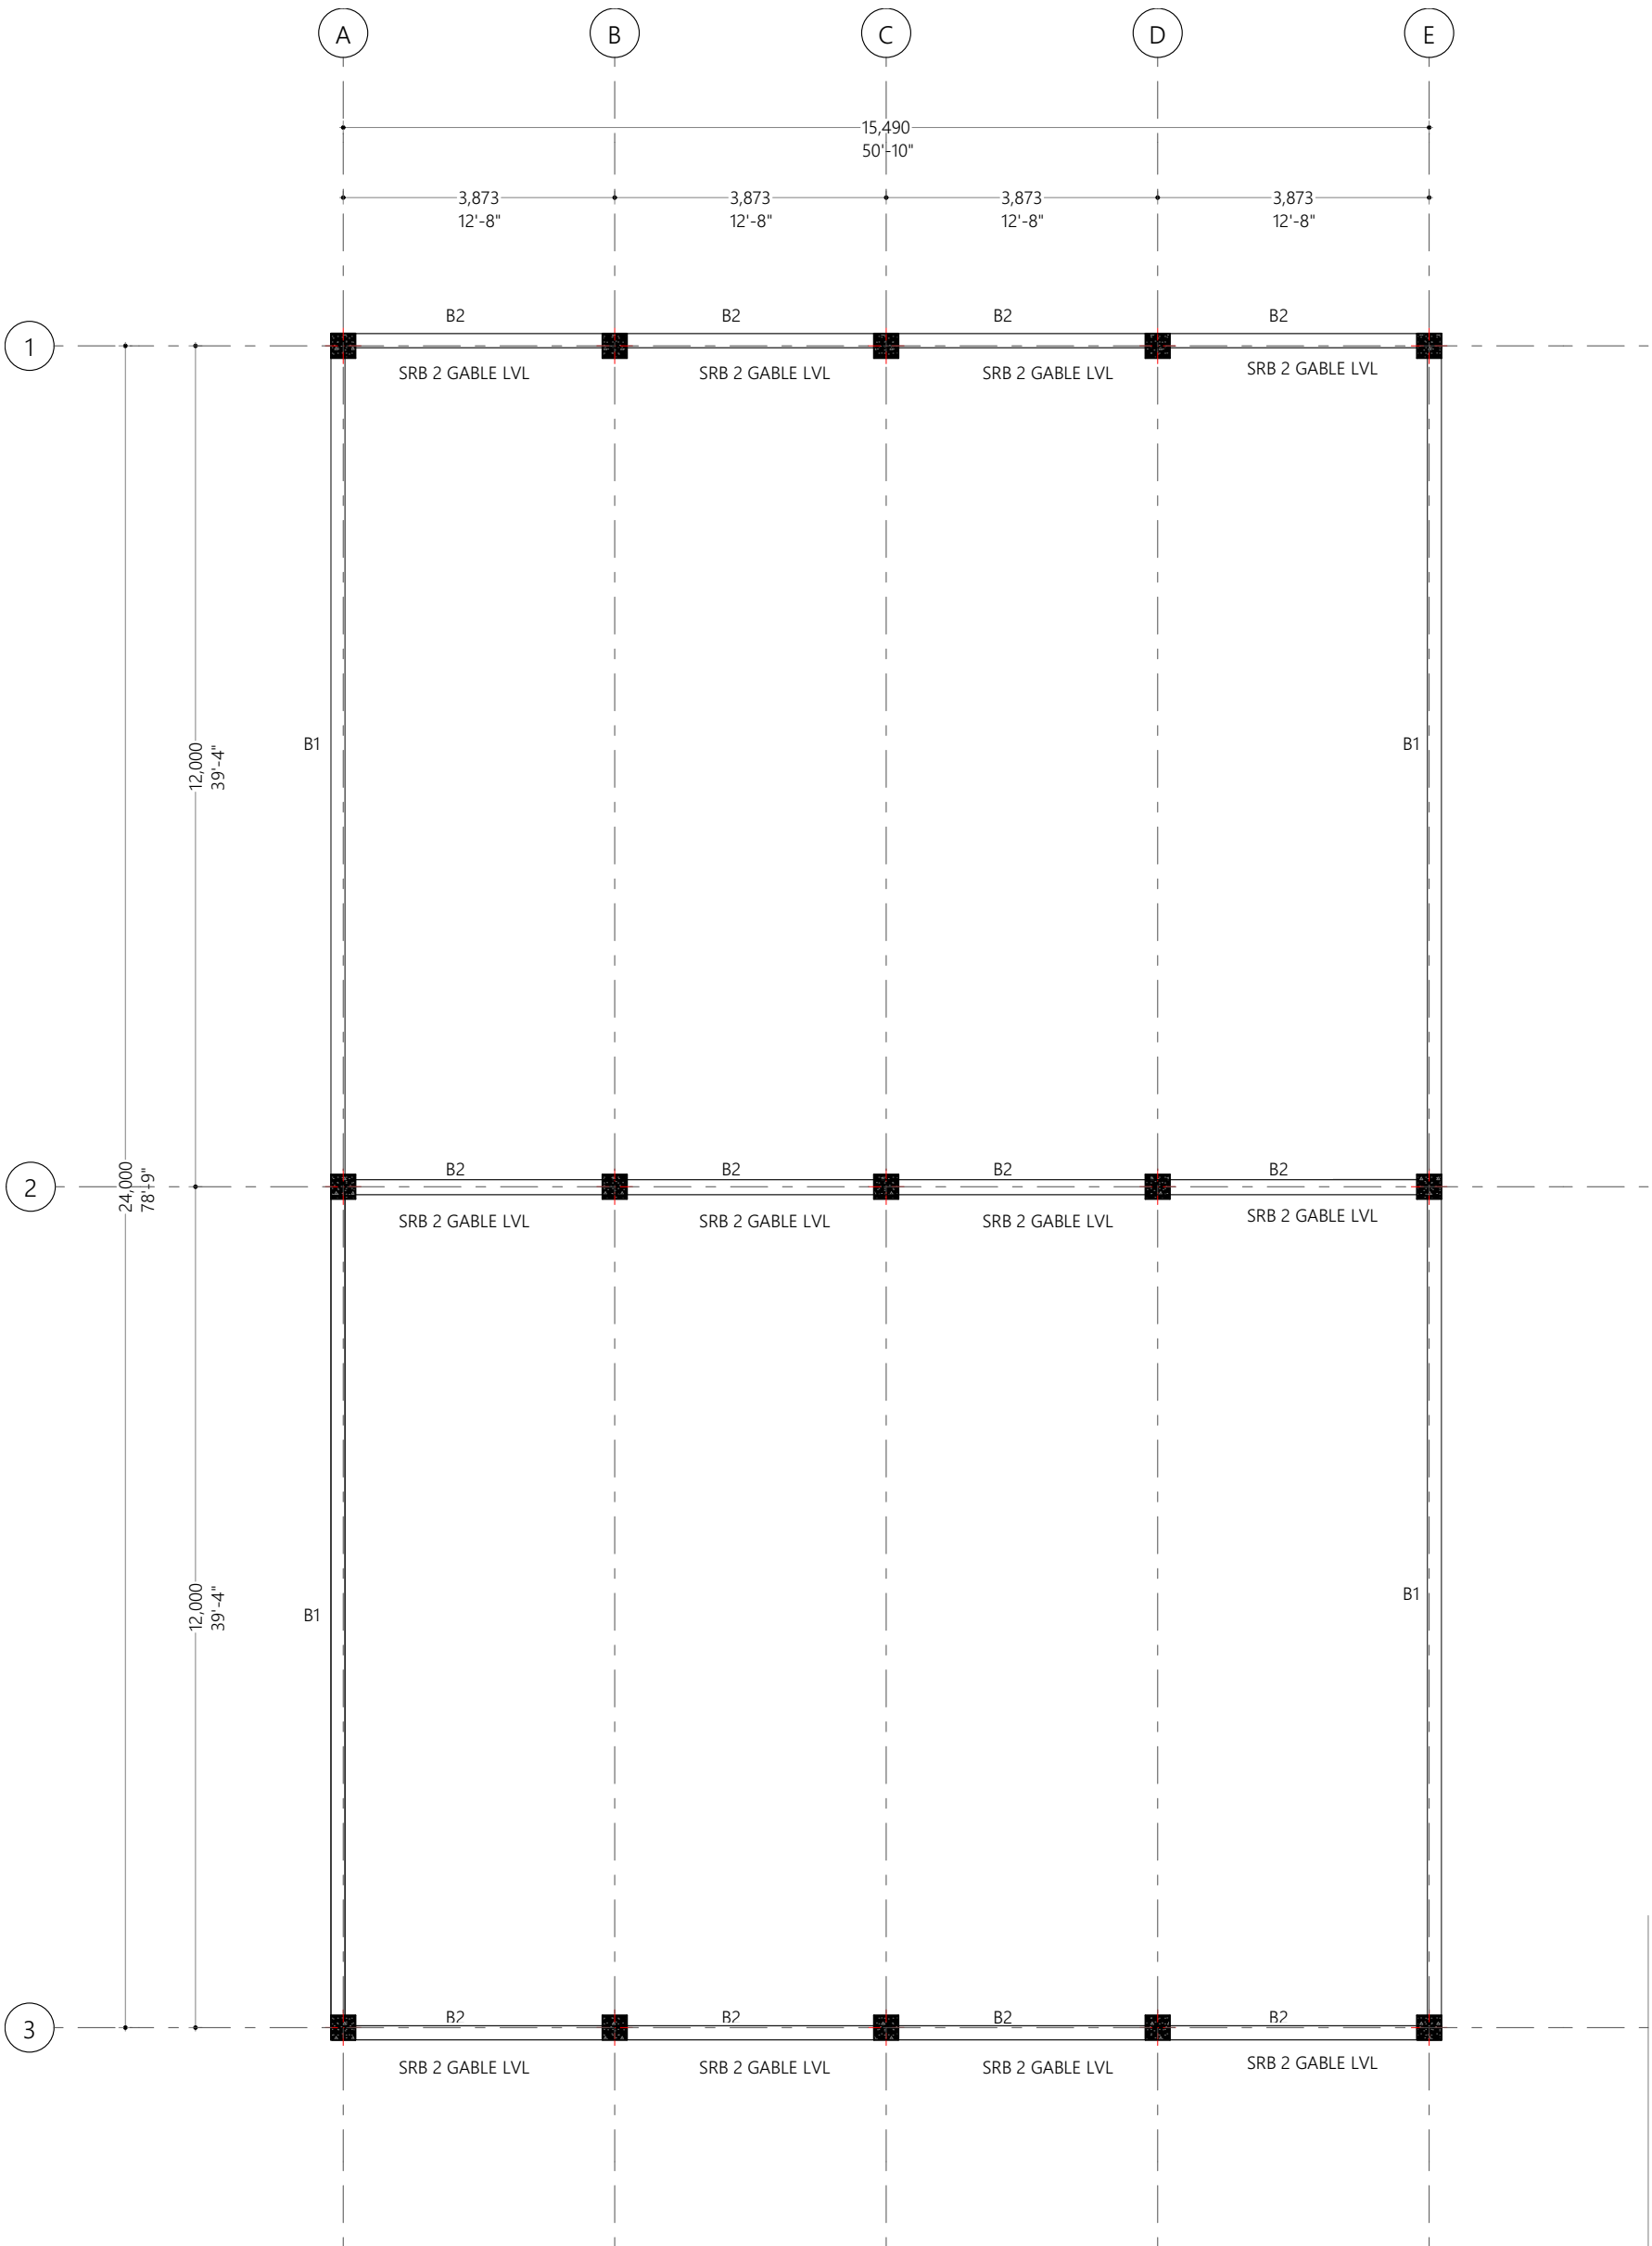 A B C D E
15,490
50'-10"
3,873 3,873 3,873 3,873
12'-8" 12'-8" 12'-8" 12'-8"
B2 B2 B2 B2
1
SRB 2 GABLE LVL SRB 2 GABLE LVL SRB 2 GABLE LVL SRB 2 GABLE LVL
B1 B1
12,000
39'-4"
B2 B2 B2 B2
2
24,000
78'-9"
SRB 2 GABLE LVL SRB 2 GABLE LVL SRB 2 GABLE LVL SRB 2 GABLE LVL
B1 B1
12,000
39'-4"
B2 B2 B2 B2
3
SRB 2 GABLE LVL SRB 2 GABLE LVL SRB 2 GABLE LVL SRB 2 GABLE LVL